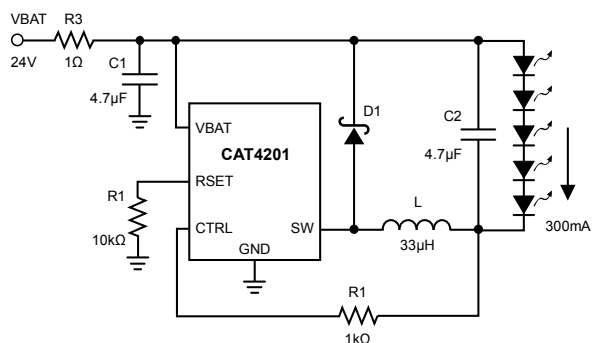 VBAT
R3
24V
1Ω
C1
4.7µF
D1
C2
4.7µF
VBAT
CAT4201
RSET
R1
10kΩ
CTRL
SW
GND
L
33µH
300mA
R1
1kΩ